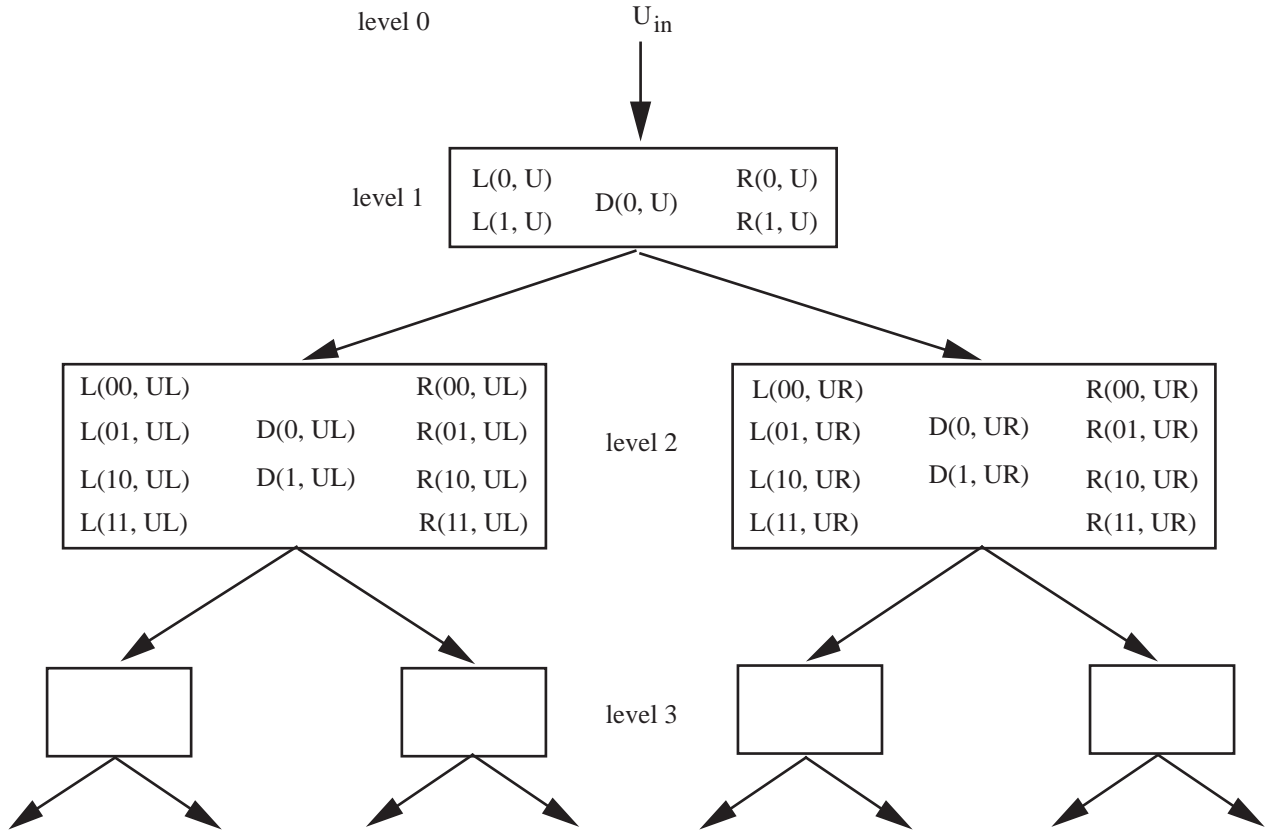 level 0
U_in
level 1
L(0, U)
L(1, U)
D(0, U)
R(0, U)
R(1, U)
L(00, UL)
L(01, UL)
L(10, UL)
L(11, UL)
D(0, UL)
D(1, UL)
R(00, UL)
R(01, UL)
R(10, UL)
R(11, UL)
level 2
L(00, UR)
L(01, UR)
L(10, UR)
L(11, UR)
D(0, UR)
D(1, UR)
R(00, UR)
R(01, UR)
R(10, UR)
R(11, UR)
level 3